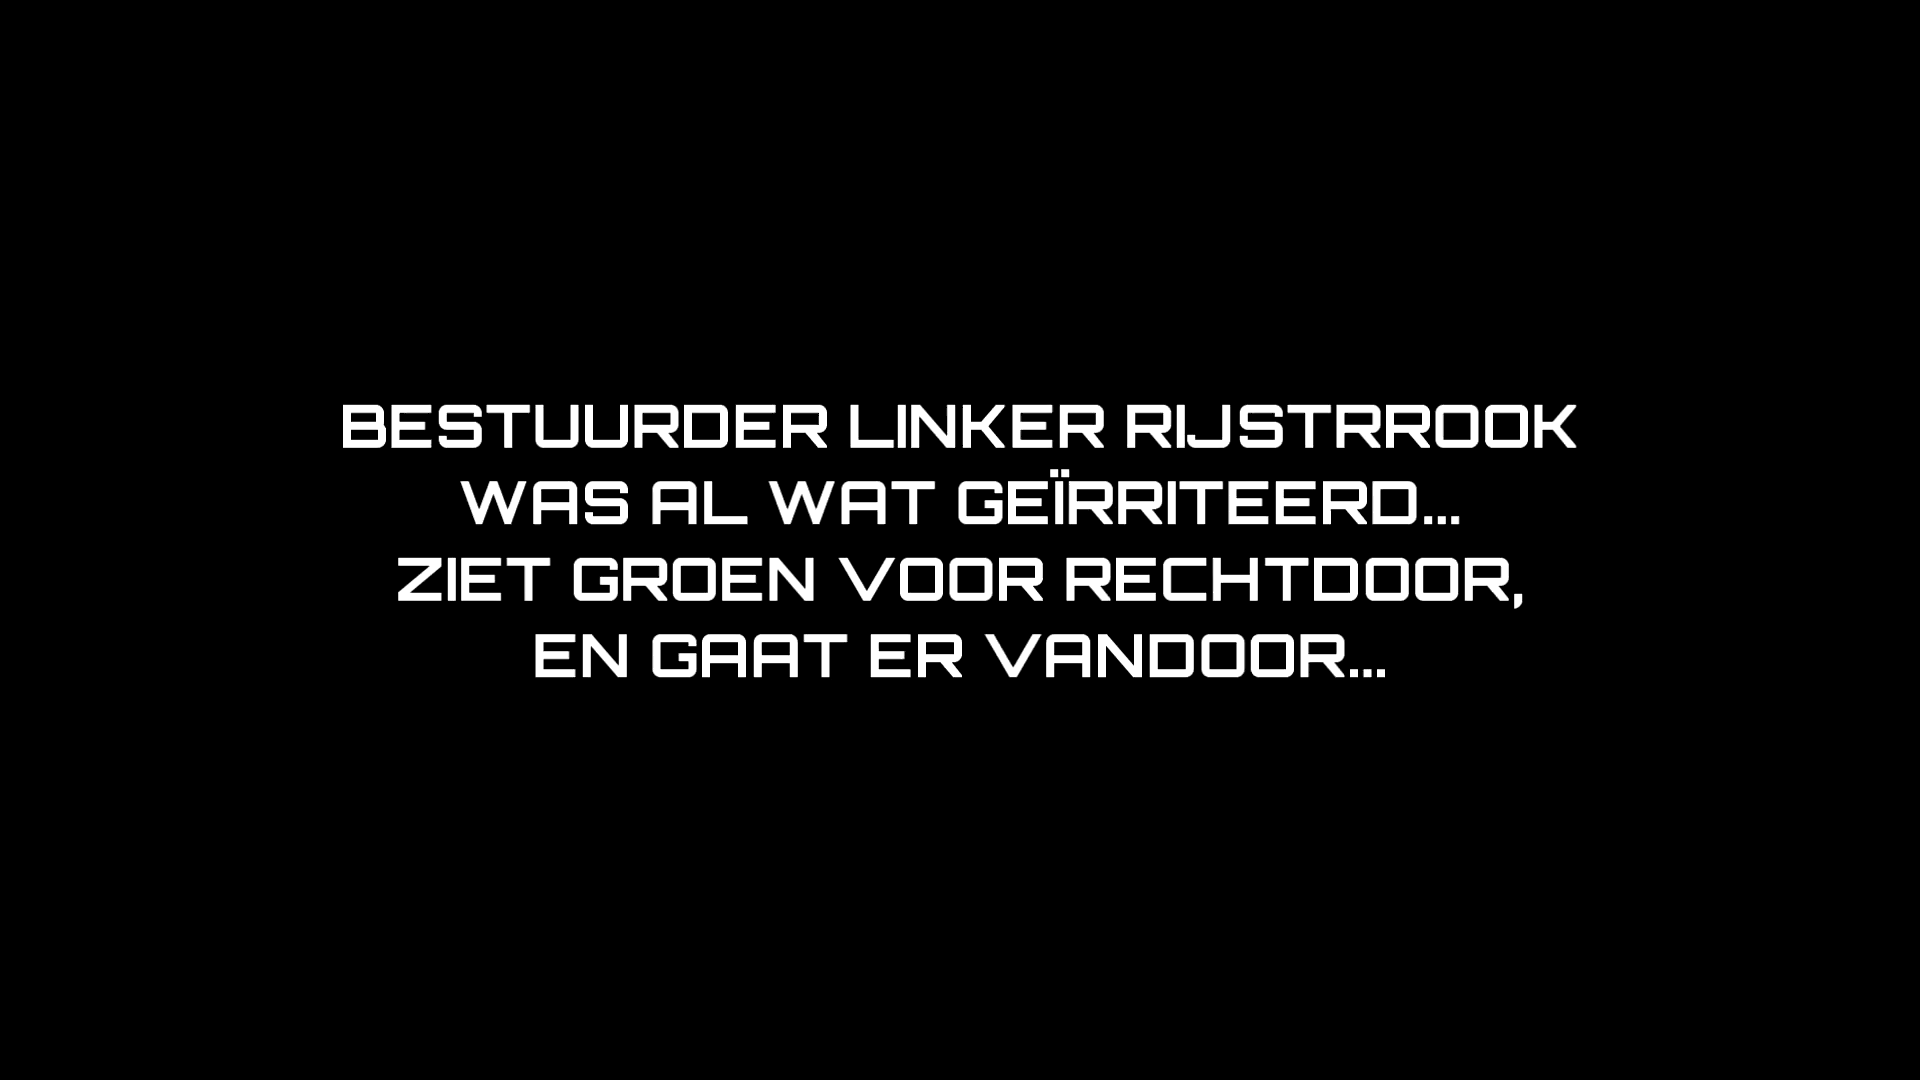 BESTUURDER LINKER RIJSTRROOK
WAS AL WAT GEÏRRITEERD...
ZIET GROEN VOOR RECHTDOOR,
EN GAAT ER VANDOOR...